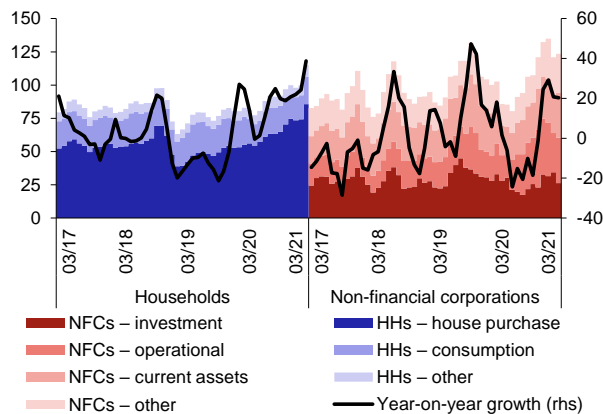 150 60
125 40
100 20
75 0
50
25 -20
0 -40
03/17 03/18 03/19 03/20 03/21 03/17 03/18 03/19 03/20 03/21
Households Non-financial corporations
NFCs – investment HHs – house purchase
NFCs – operational HHs – consumption
NFCs – current assets HHs – other
NFCs – other Year-on-year growth (rhs)